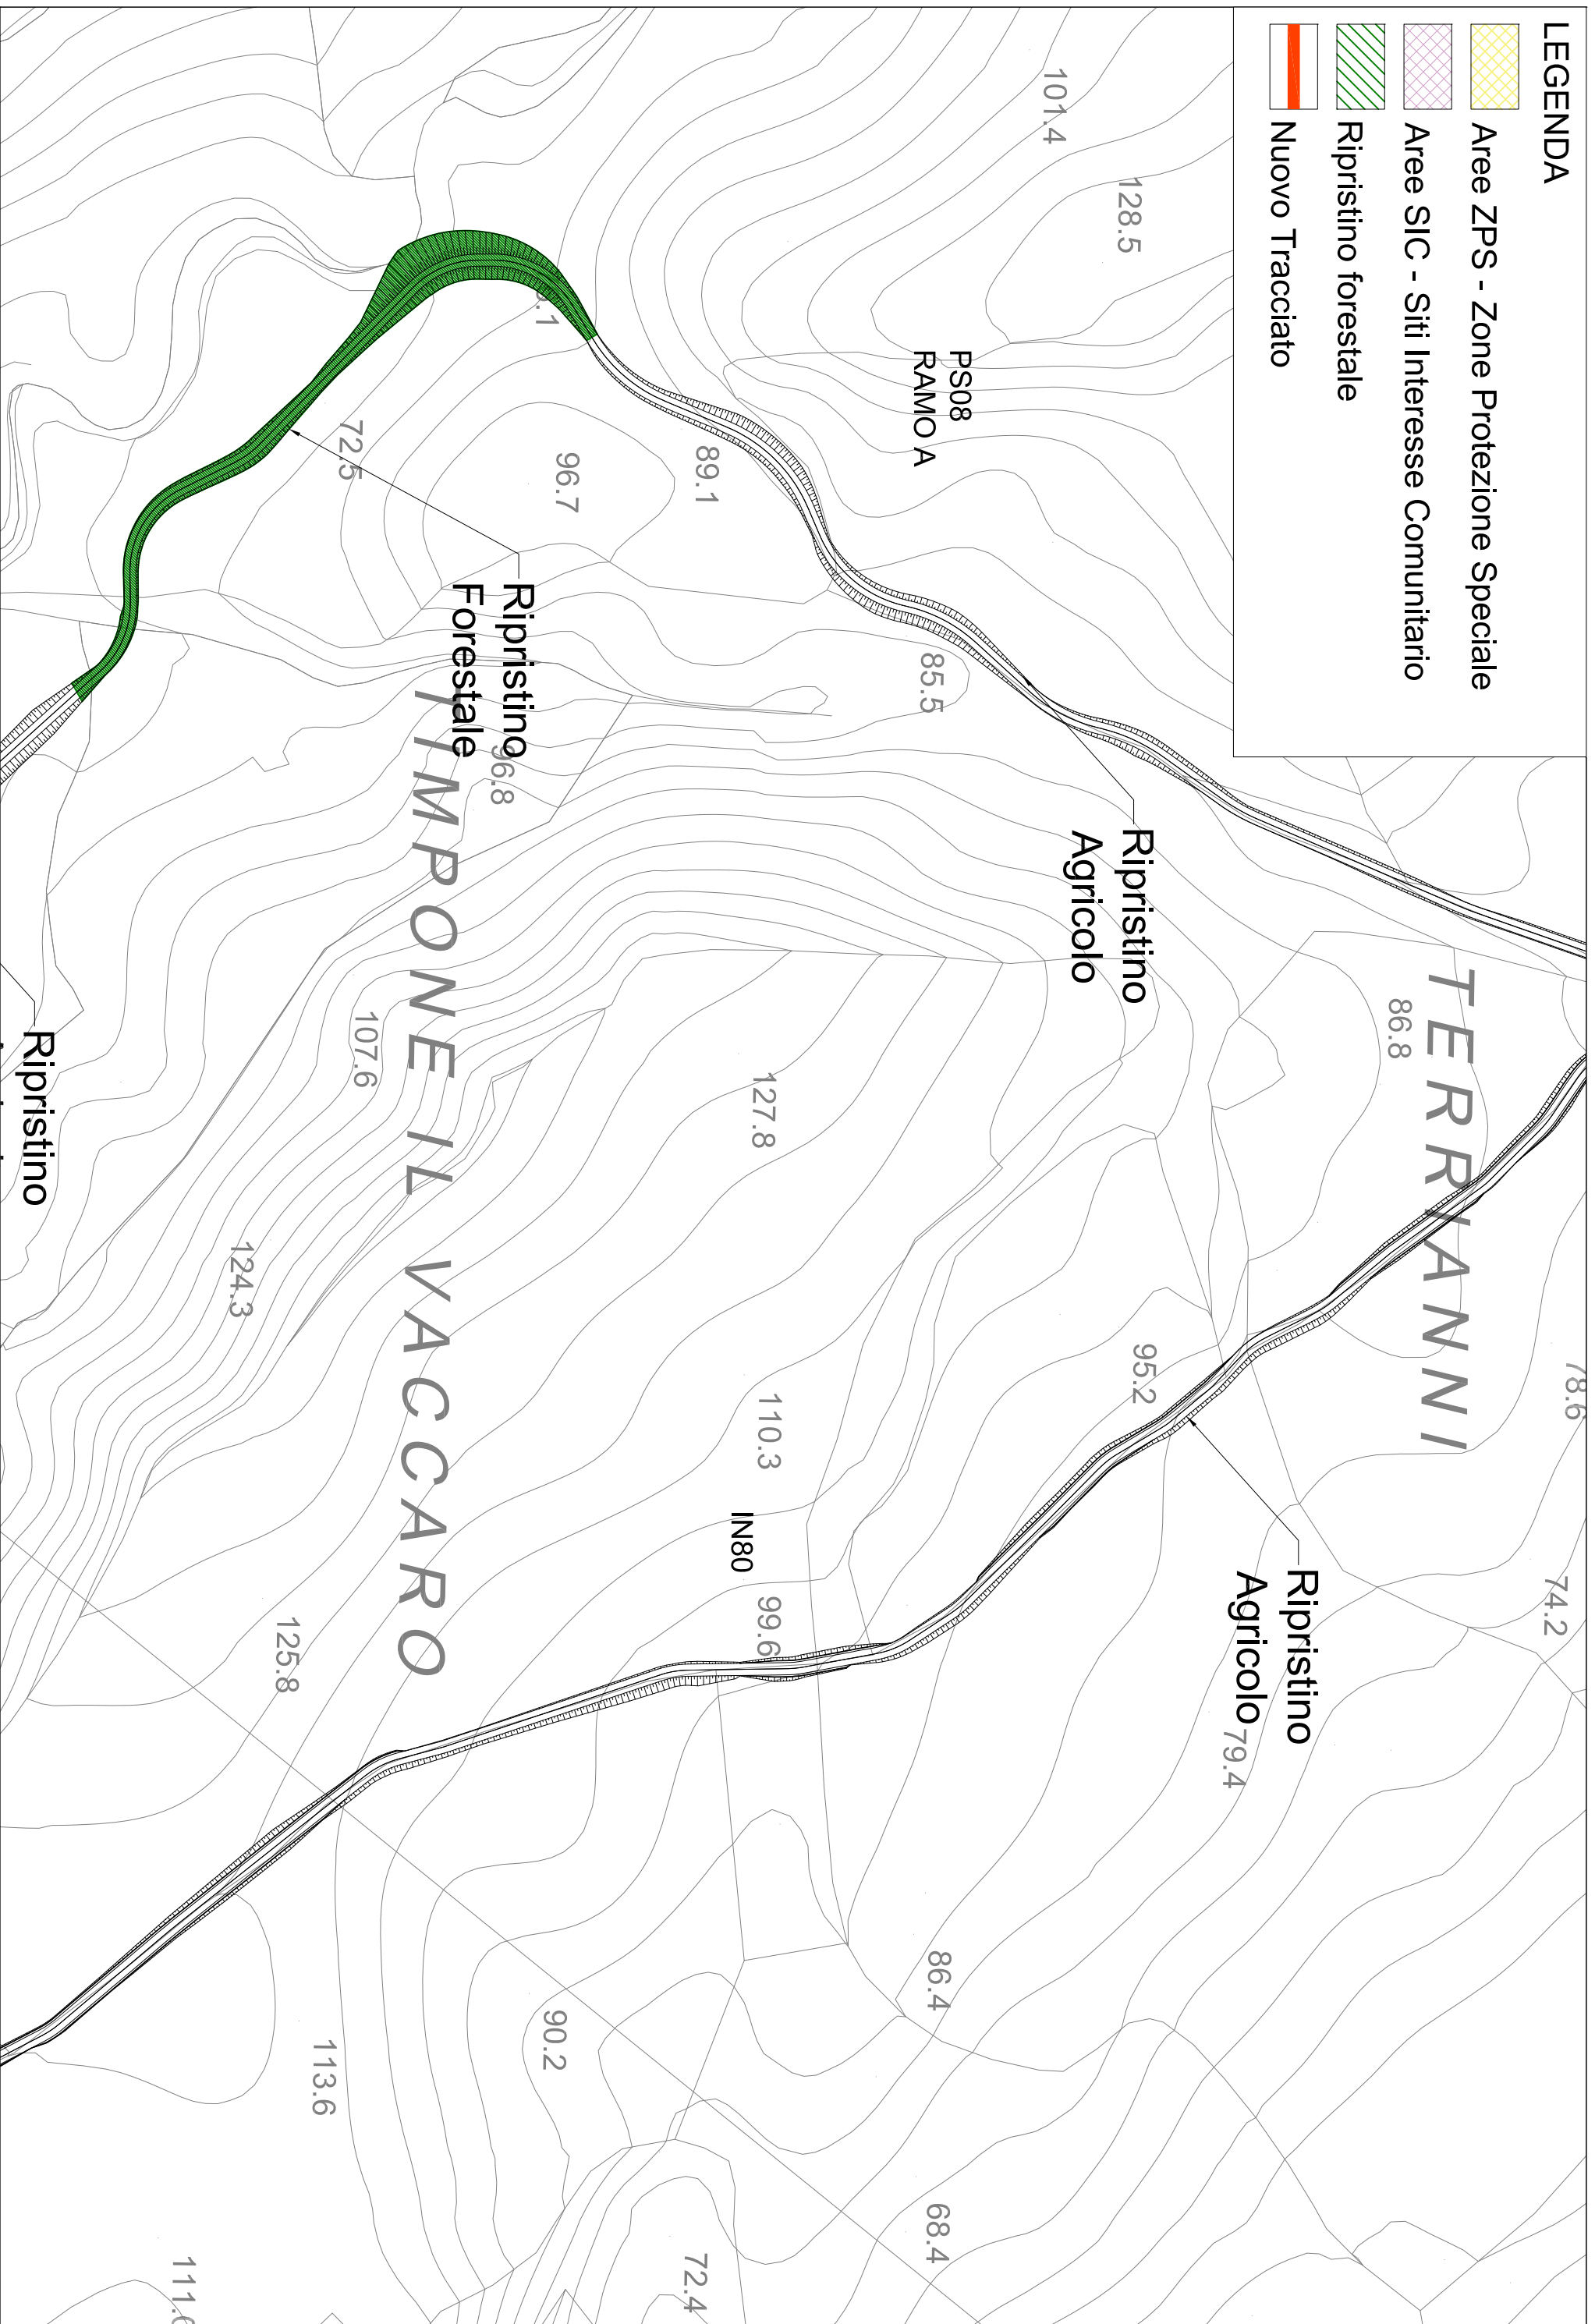 LEGENDA
Aree ZPS - Zone Protezione Speciale
Aree SIC - Siti Interesse Comunitario
Ripristino forestale
Nuovo Tracciato
78.6
74.2
TERRIANNI
86.8
Ripristino
Agricolo
79.4
128.5
101.4
Ripristino
Agricolo
95.2
PS08
RAMO A
85.5
86.4
68.4
89.1
127.8
110.3
IN80
99.6
72.4
96.7
90.2
Ripristino
Forestale
96.8
TIMPONE IL VACCARO
72.5
107.6
113.6
125.8
124.3
Ripristino